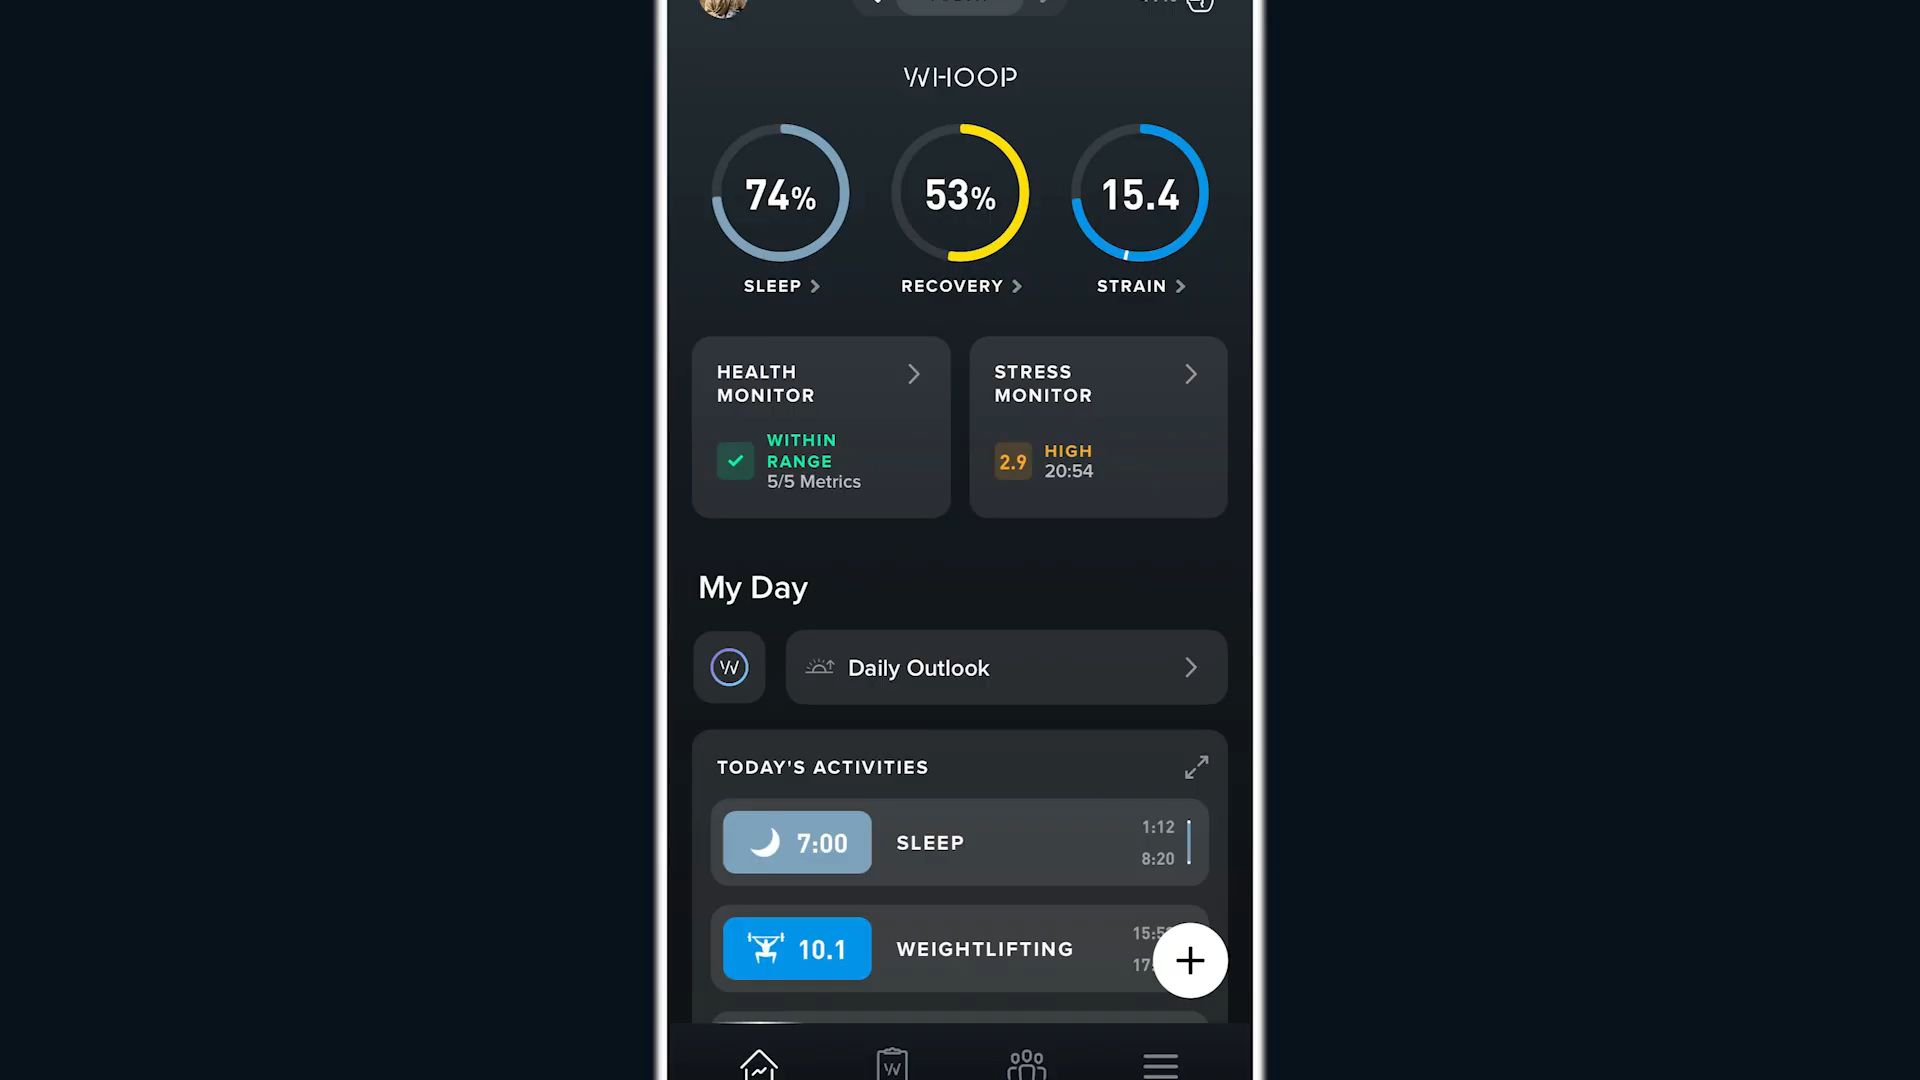 WHOOP
74%
53%
15.4
SLEEP
RECOVERY
STRAIN
HEALTH
MONITOR
WITHIN
RANGE
5/5 Metrics
STRESS
MONITOR
2.9
HIGH
20:54
My Day
W
Daily Outlook
TODAY'S ACTIVITIES
7:00
SLEEP
1:12
8:20
10.1
WEIGHTLIFTING
W